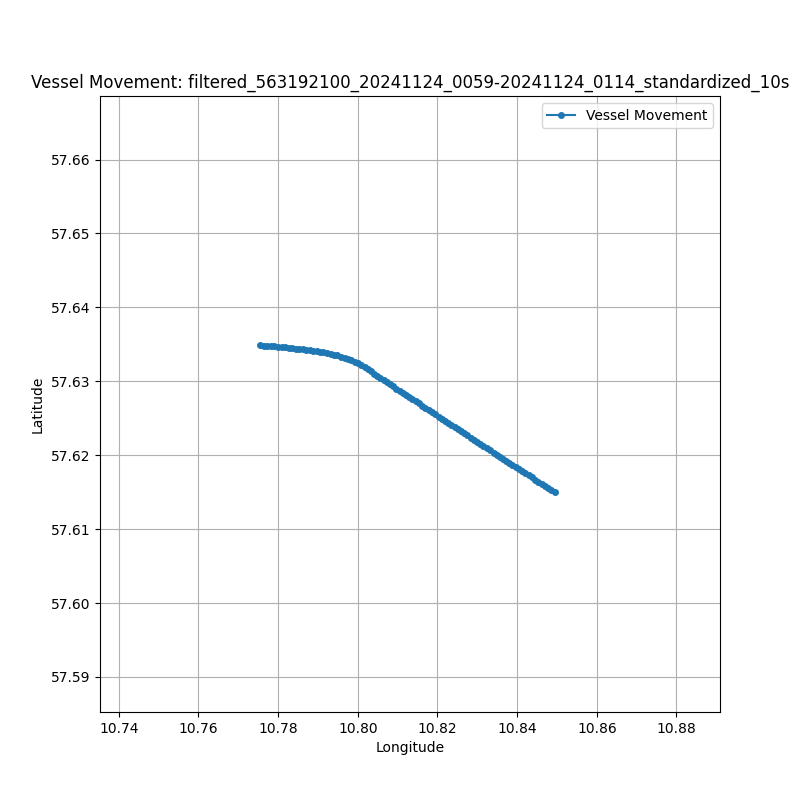 Vessel Movement: filtered_563192100_20241124_0059-20241124_0114_standardized_10s
Vessel Movement
57.66
57.65
57.64
57.63
57.62
57.61
57.60
57.59
Latitude
10.74 10.76 10.78 10.80 10.82 10.84 10.86 10.88
Longitude